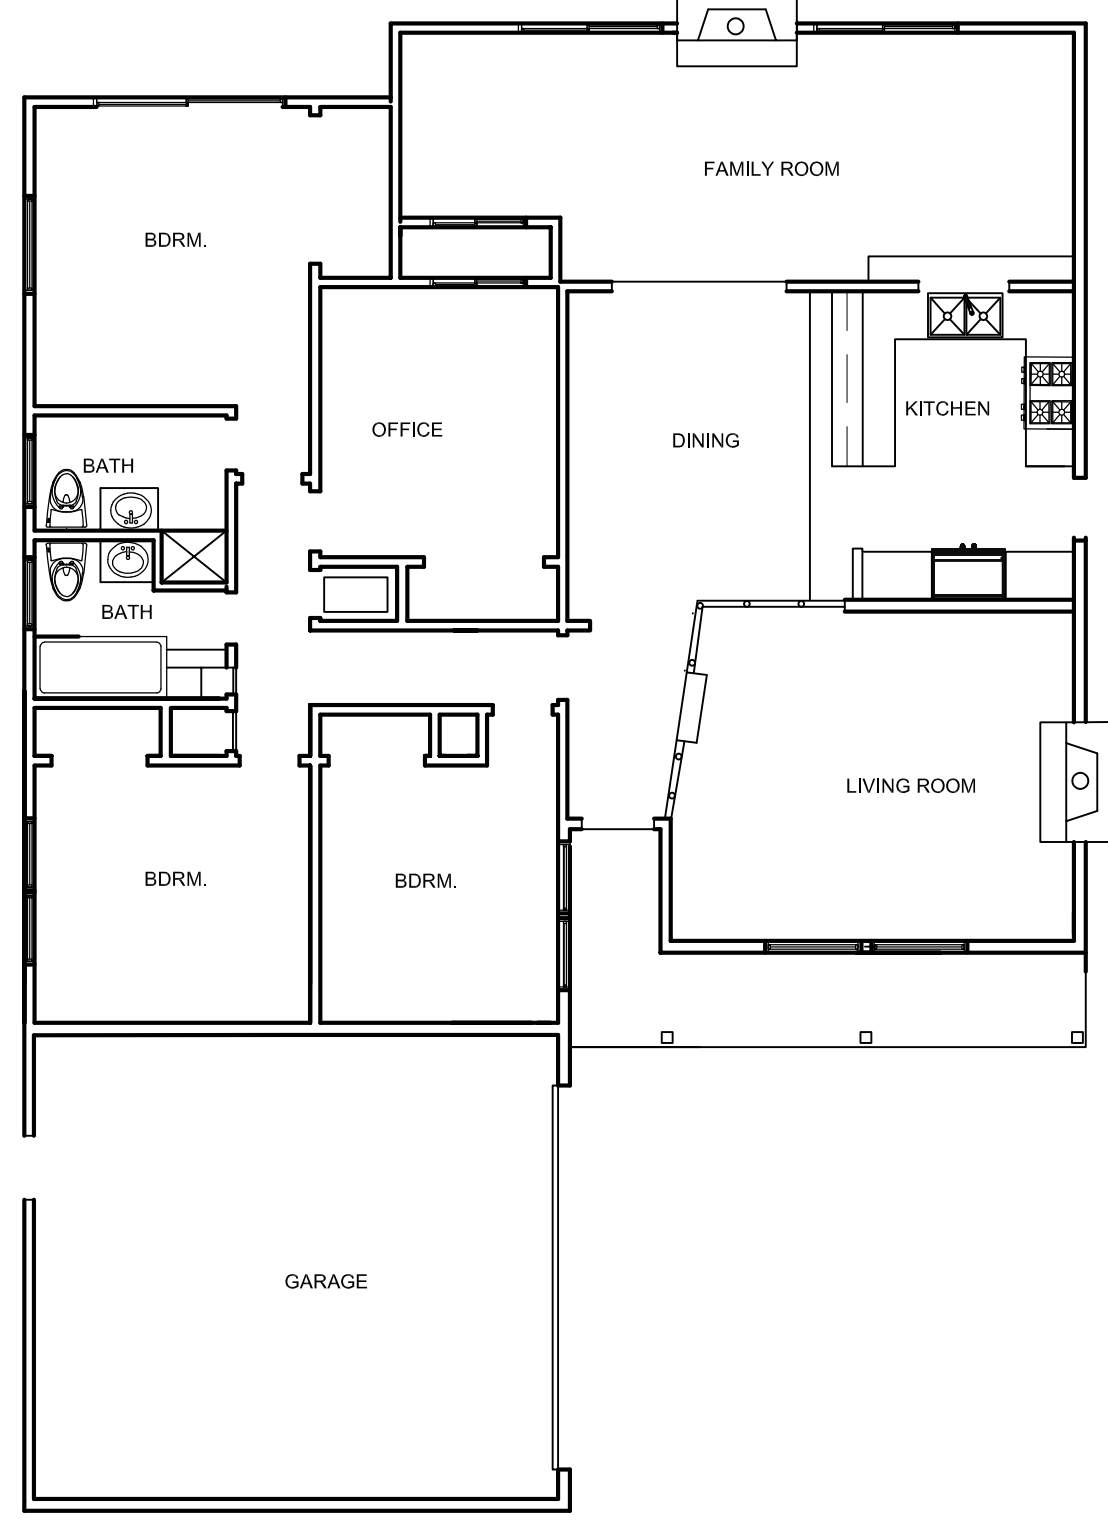 FAMILY ROOM
BDRM.
KITCHEN
OFFICE
DINING
BATH
BATH
LIVING ROOM
BDRM.
BDRM.
GARAGE